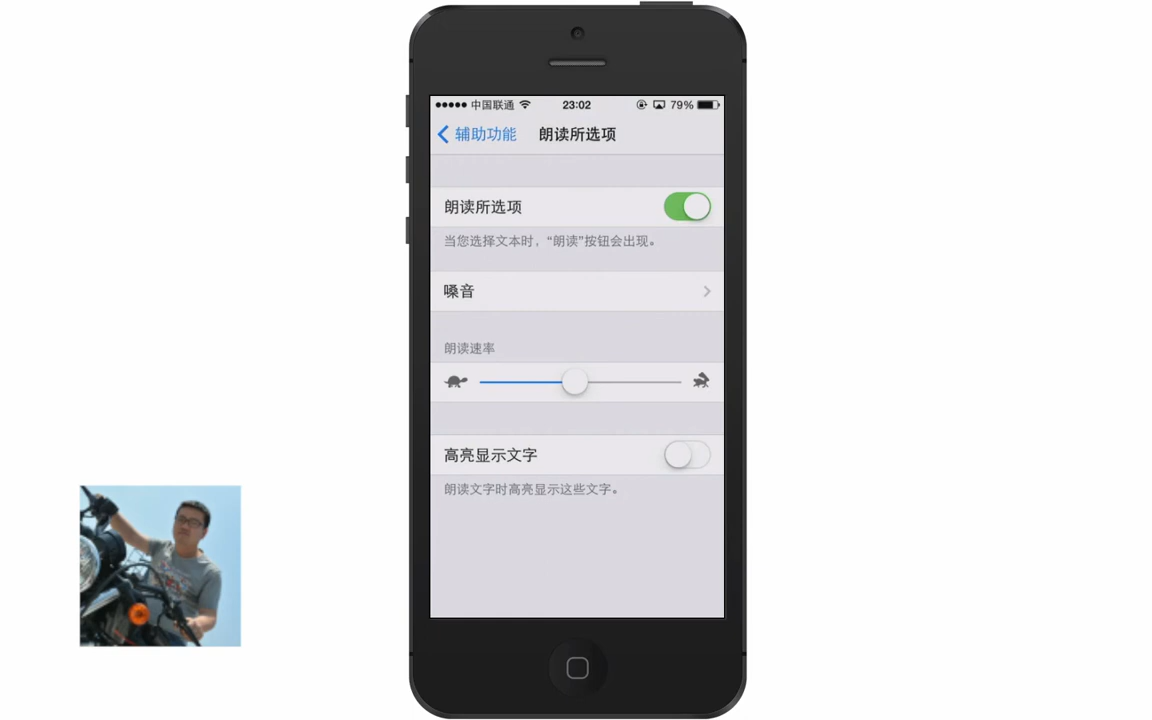 中国联通 23:02 79%
辅助功能 朗读所选项
朗读所选项
当您选择文本时，“朗读”按钮会出现。
嗓音
朗读速率
高亮显示文字
朗读文字时高亮显示这些文字。